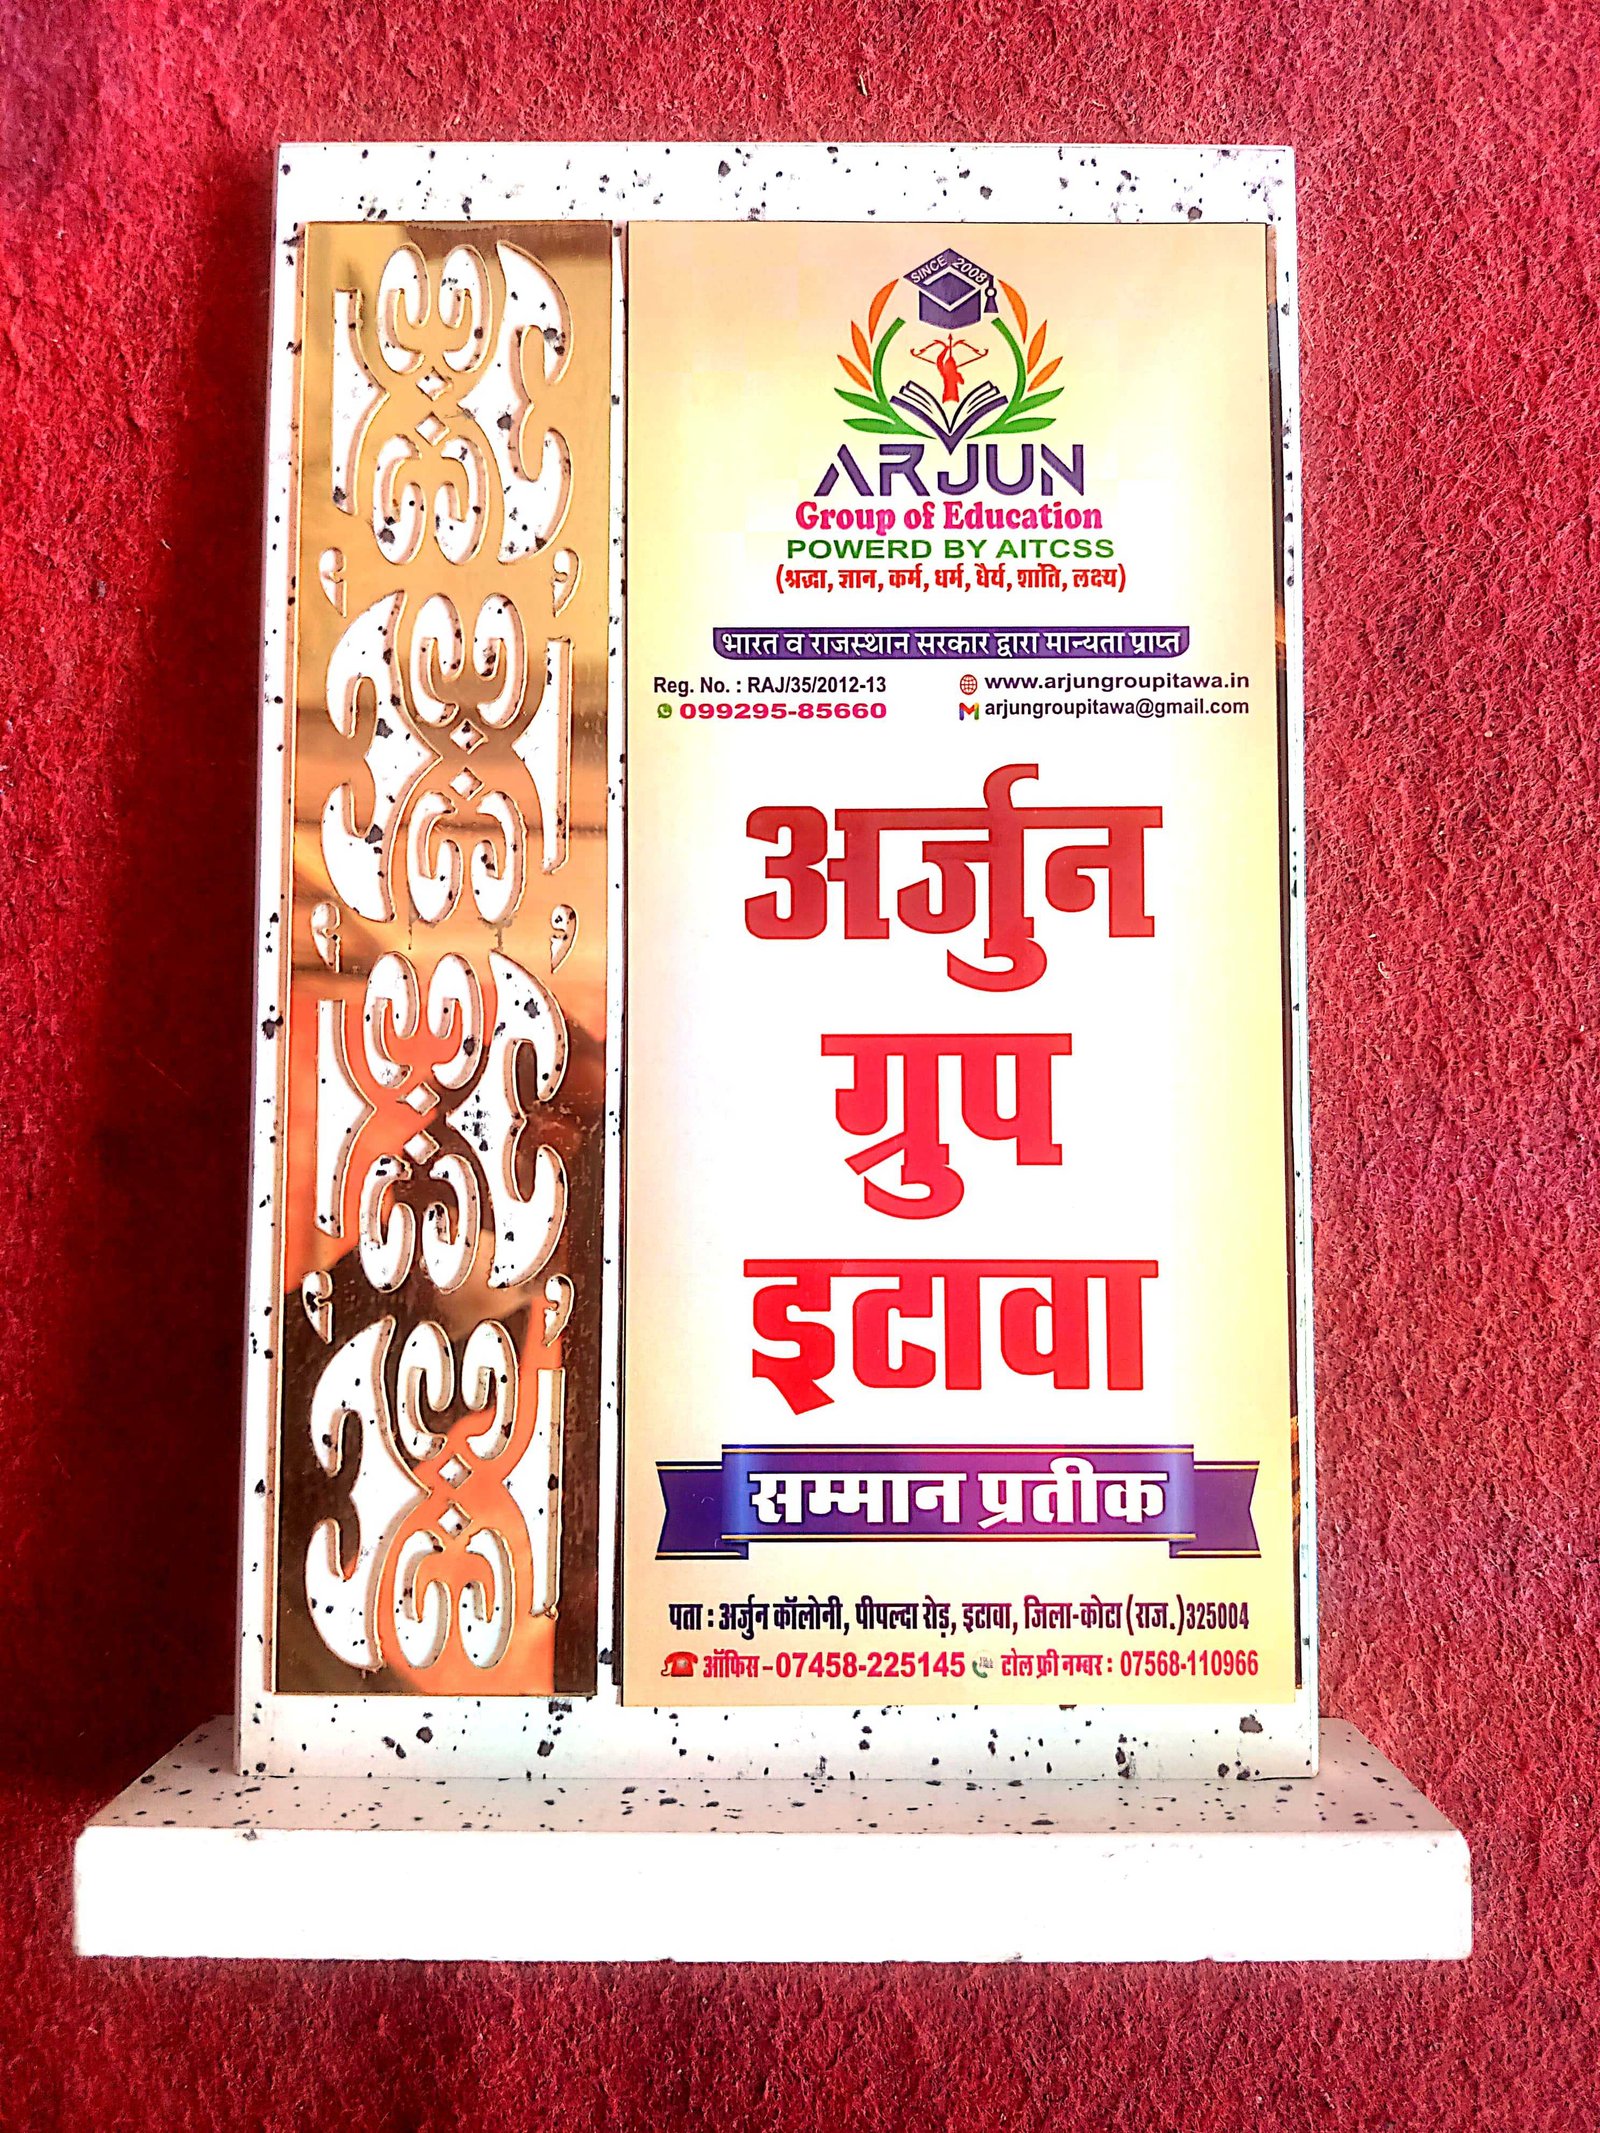 SINCE 2008
ARJUN
Group of Education
POWERD BY AITCSS
(श्रद्धा, ज्ञान, कर्म, धर्म, धैर्य, शांति, लक्ष्य)
भारत व राजस्थान सरकार द्वारा मान्यता प्राप्त
Reg. No. : RAJ/35/2012-13
099295-85660
www.arjungroupitawa.in
arjungroupitawa@gmail.com
अर्जुन
ग्रुप
इटावा
सम्मान प्रतीक
पता : अर्जुन कॉलोनी, पीपल्दा रोड़, इटावा, जिला-कोटा (राज.) 325004
ऑफिस - 07458-225145 टोल फ्री नम्बर : 07568-110966